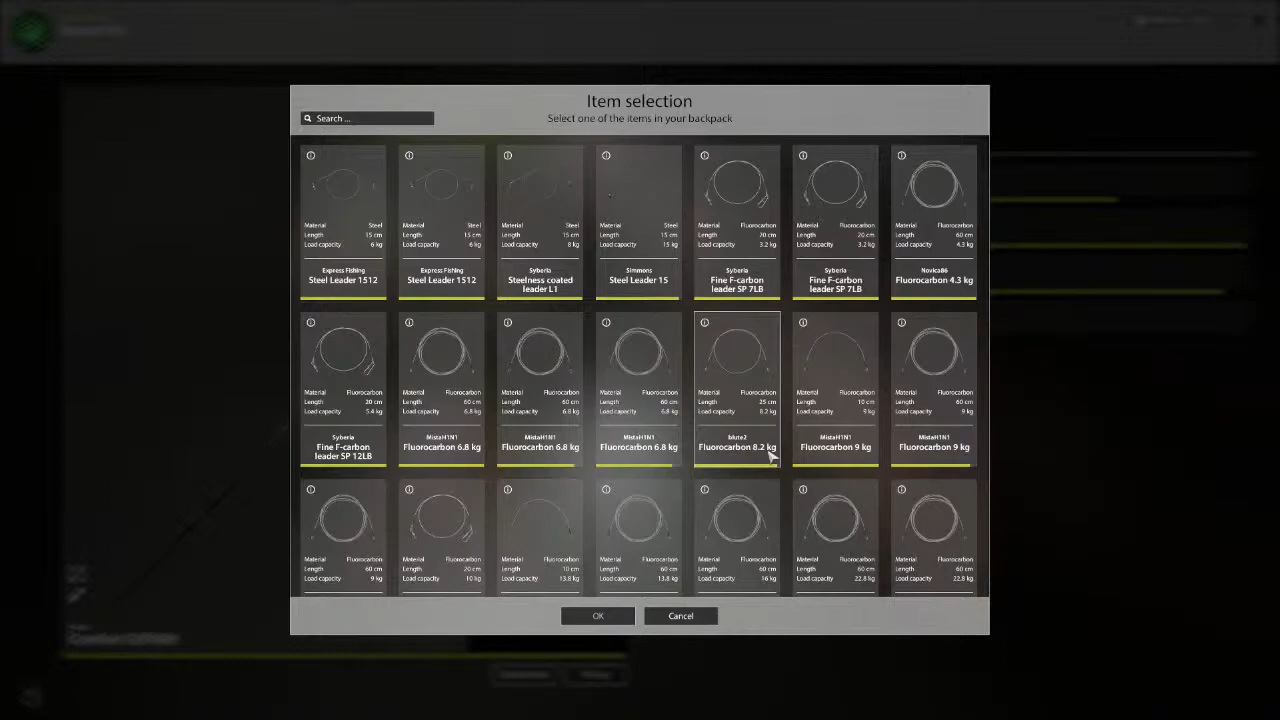 Item selection
Search ...
Select one of the items in your backpack
Material Steel
Length 15 cm
Load capacity 6 kg
Express Fishing
Steel Leader 1512
Material Steel
Length 15 cm
Load capacity 6 kg
Express Fishing
Steel Leader 1512
Material Steel
Length 15 cm
Load capacity 8 kg
Syberia
Steelness coated
leader L1
Material Steel
Length 15 cm
Load capacity 15 kg
Simmons
Steel Leader 15
Material Fluorocarbon
Length 20 cm
Load capacity 3.2 kg
Syberia
Fine F-carbon
leader SP 7LB
Material Fluorocarbon
Length 20 cm
Load capacity 3.2 kg
Syberia
Fine F-carbon
leader SP 7LB
Material Fluorocarbon
Length 60 cm
Load capacity 4.3 kg
Novica86
Fluorocarbon 4.3 kg
Material Fluorocarbon
Length 20 cm
Load capacity 5.4 kg
Syberia
Fine F-carbon
leader SP 12LB
Material Fluorocarbon
Length 60 cm
Load capacity 6.8 kg
MistaH1N1
Fluorocarbon 6.8 kg
Material Fluorocarbon
Length 60 cm
Load capacity 6.8 kg
MistaH1N1
Fluorocarbon 6.8 kg
Material Fluorocarbon
Length 60 cm
Load capacity 6.8 kg
MistaH1N1
Fluorocarbon 6.8 kg
Material Fluorocarbon
Length 25 cm
Load capacity 8.2 kg
blute2
Fluorocarbon 8.2 kg
Material Fluorocarbon
Length 10 cm
Load capacity 9 kg
MistaH1N1
Fluorocarbon 9 kg
Material Fluorocarbon
Length 60 cm
Load capacity 9 kg
MistaH1N1
Fluorocarbon 9 kg
Material Fluorocarbon
Length 60 cm
Load capacity 9 kg
Material Fluorocarbon
Length 20 cm
Load capacity 10 kg
Material Fluorocarbon
Length 10 cm
Load capacity 13.8 kg
Material Fluorocarbon
Length 60 cm
Load capacity 13.8 kg
Material Fluorocarbon
Length 60 cm
Load capacity 16 kg
Material Fluorocarbon
Length 60 cm
Load capacity 22.8 kg
Material Fluorocarbon
Length 60 cm
Load capacity 22.8 kg
OK
Cancel